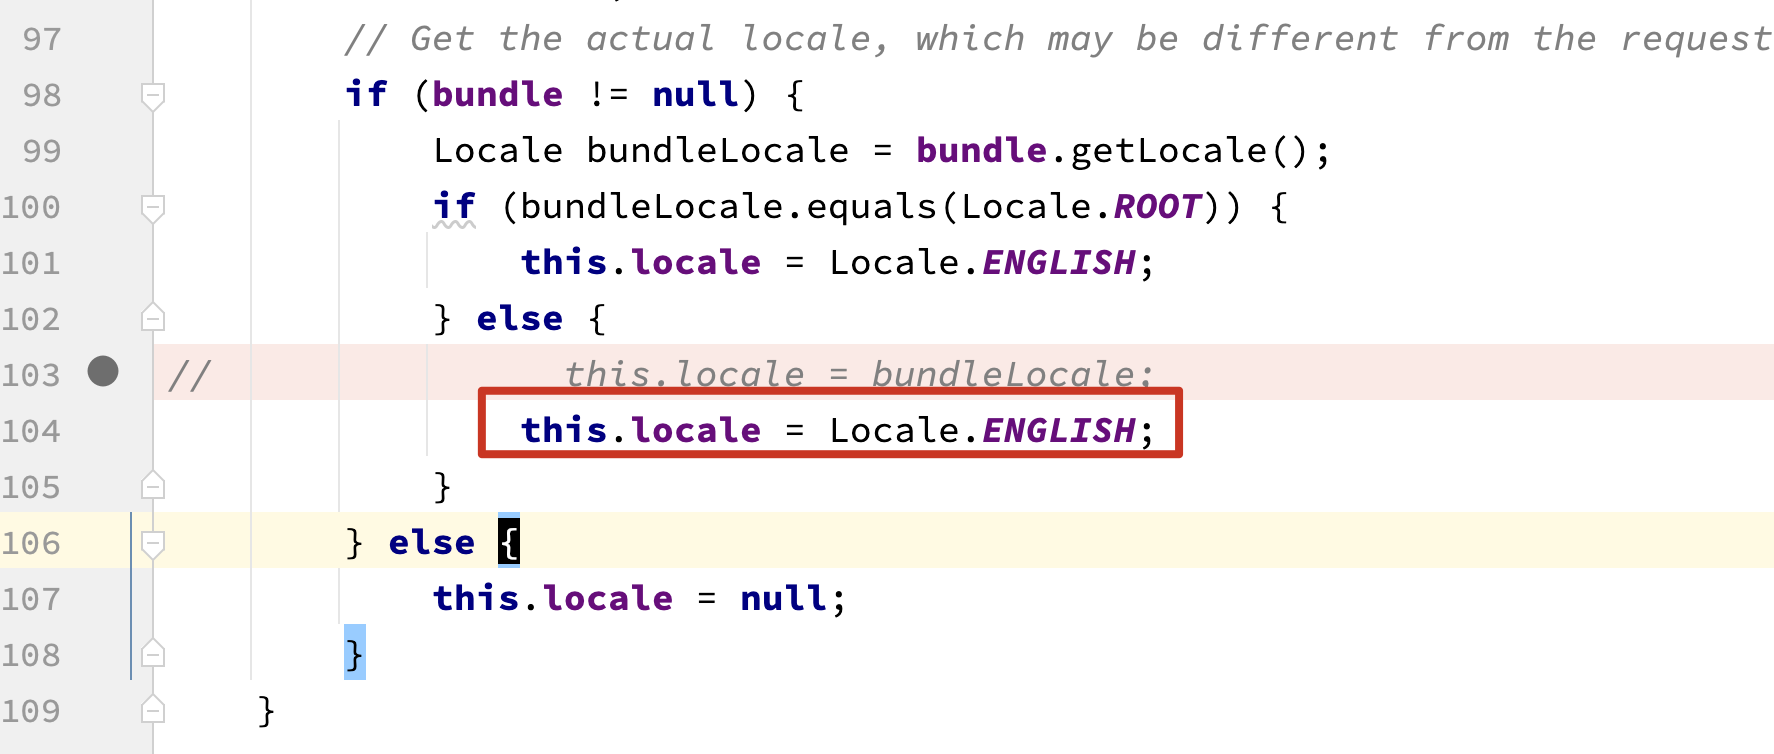 97 // Get the actual locale, which may be different from the request
98 if (bundle != null) {
99 Locale bundleLocale = bundle.getLocale();
100 if (bundleLocale.equals(Locale.ROOT)) {
101 this.locale = Locale.ENGLISH;
102 } else {
103 // this.locale = bundleLocale;
104 this.locale = Locale.ENGLISH;
105 }
106 } else {
107 this.locale = null;
108 }
109 }